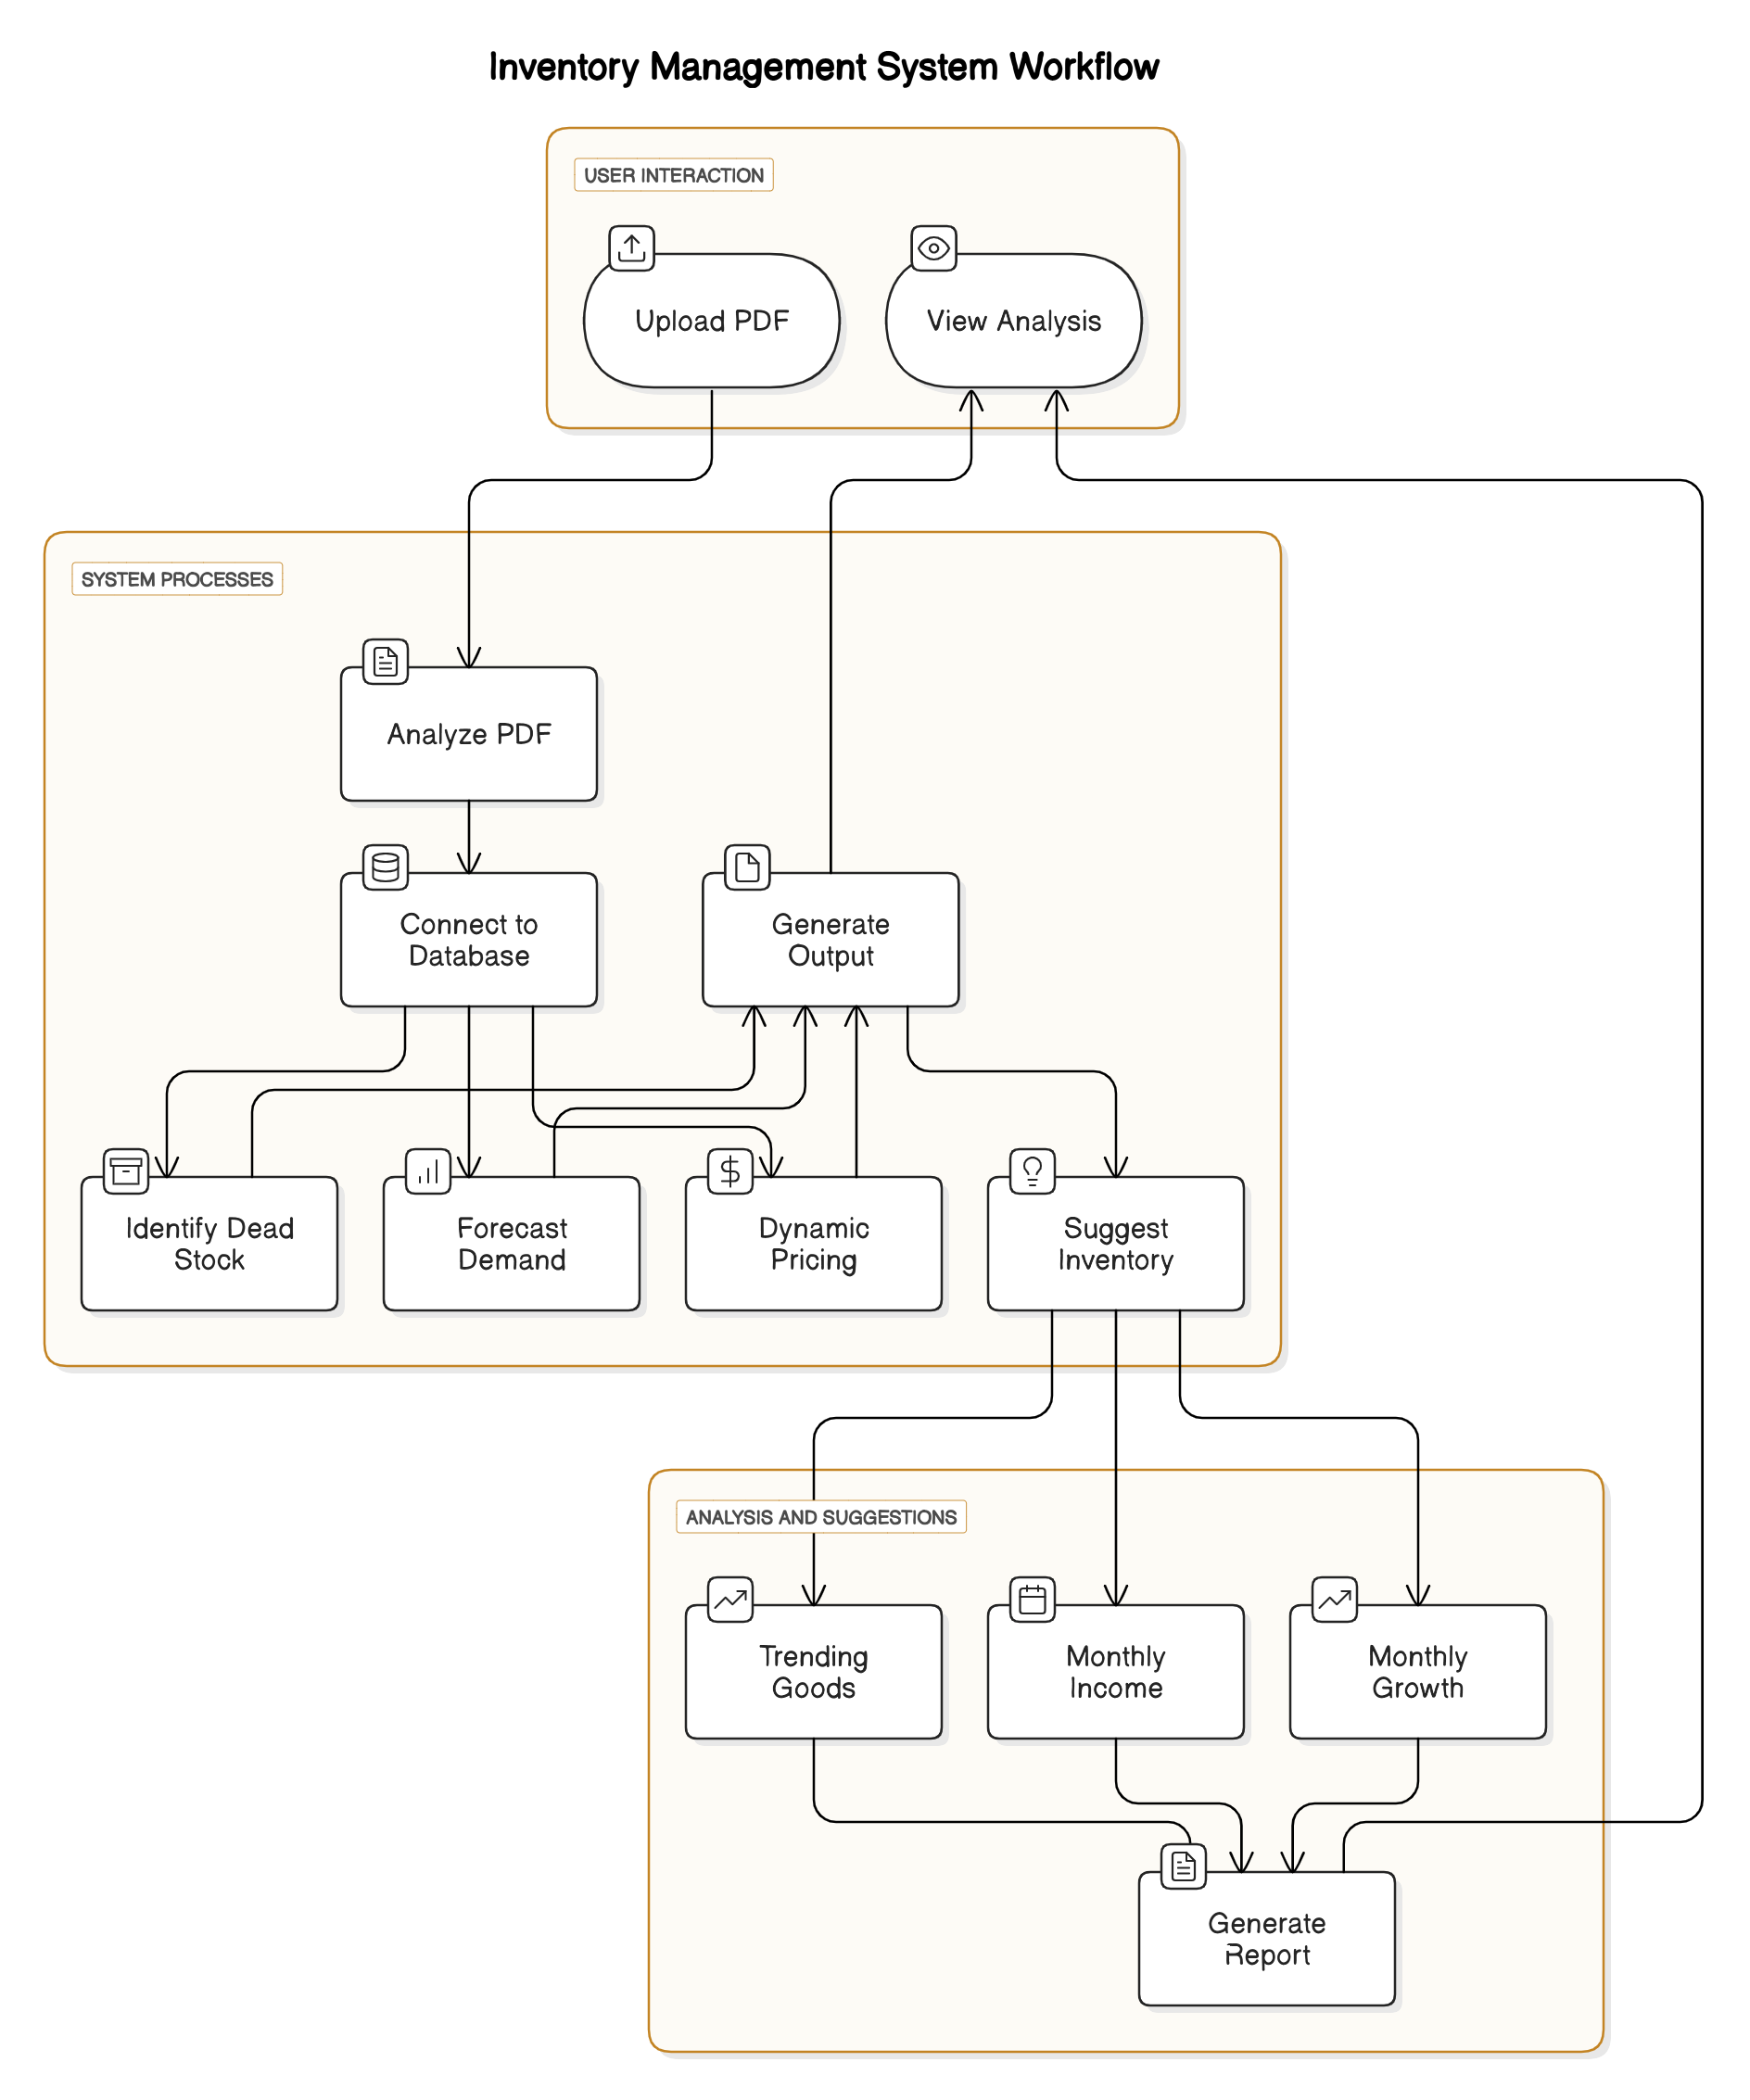 Inventory Management System Workflow
USER INTERACTION
Upload PDF
View Analysis
SYSTEM PROCESSES
Analyze PDF
Connect to
Database
Generate
Output
Identify Dead
Stock
Forecast
Demand
Dynamic
Pricing
$
Suggest
Inventory
ANALYSIS AND SUGGESTIONS
Trending
Goods
Monthly
Income
Monthly
Growth
Generate
Report